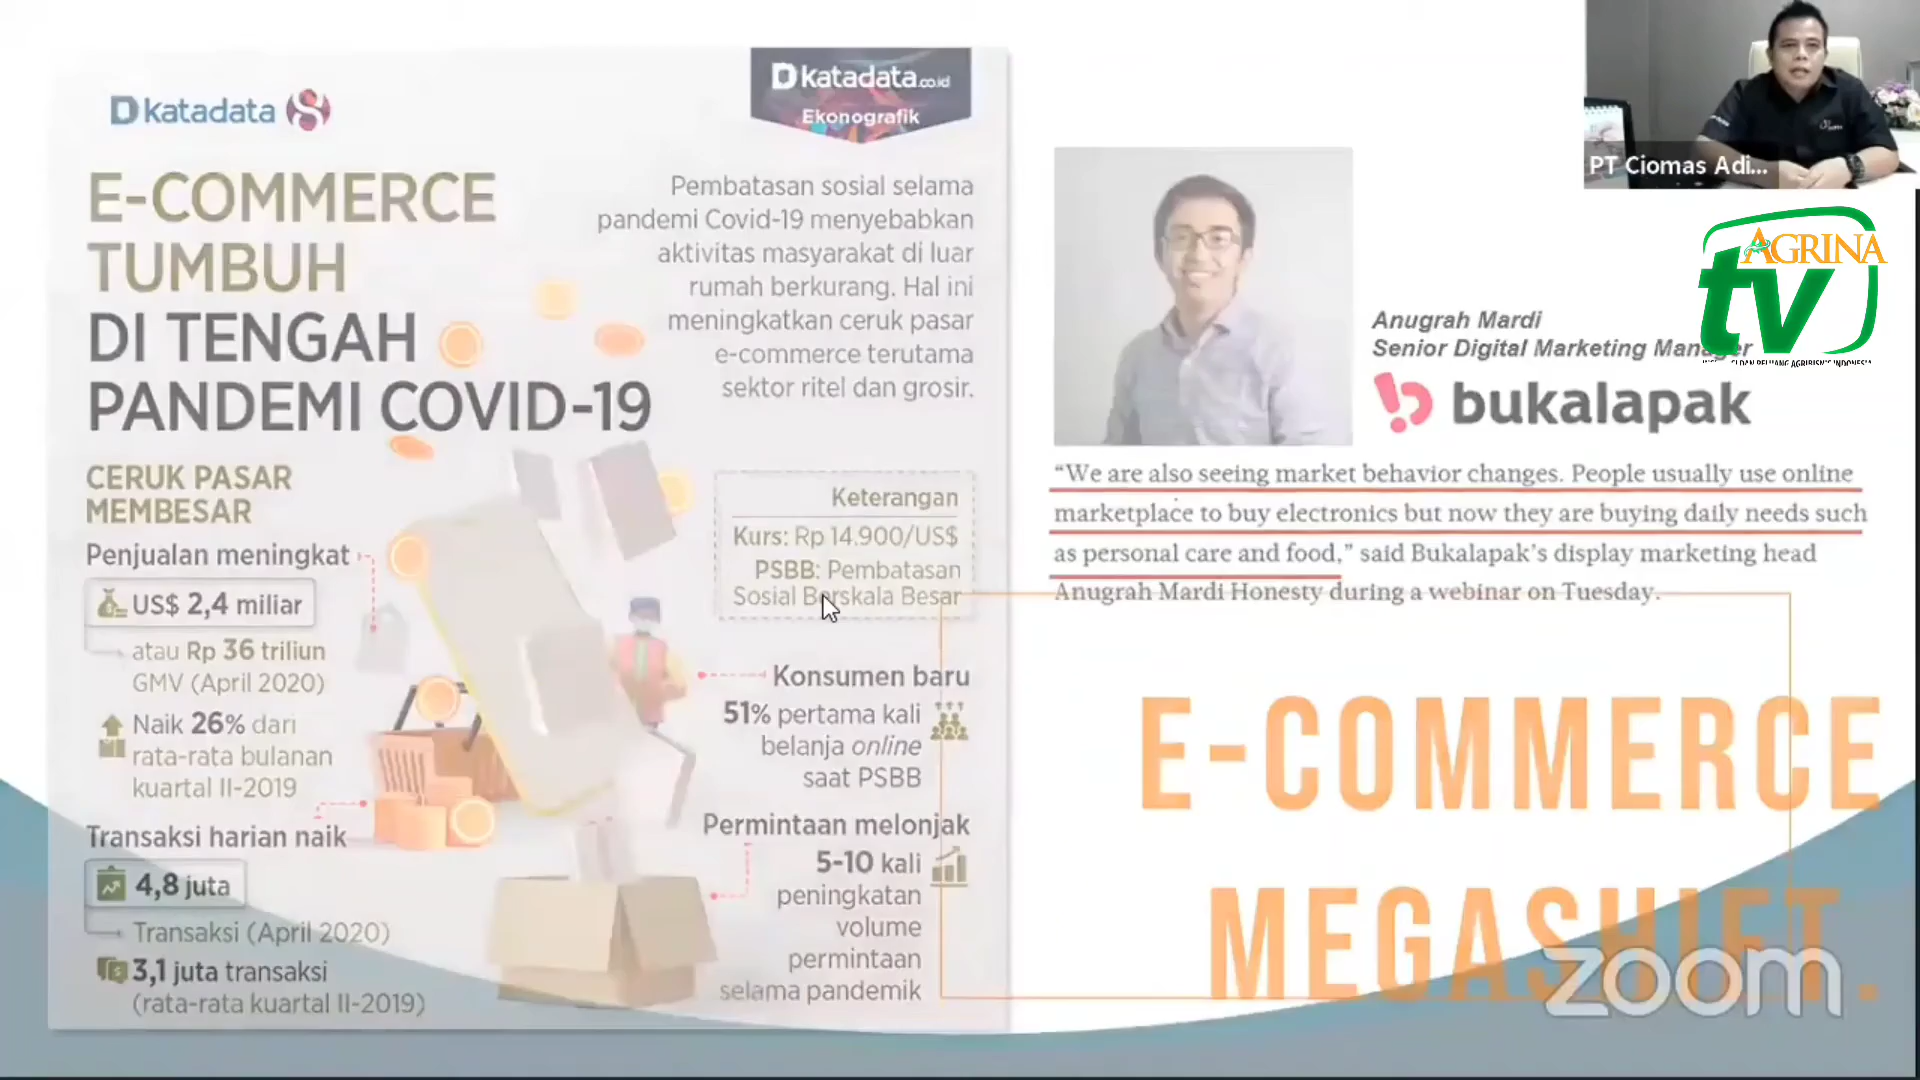 katadata
katadata.co.id
Ekonografik
E-COMMERCE
TUMBUH
DI TENGAH
PANDEMI COVID-19
Pembatasan sosial selama
pandemi Covid-19 menyebabkan
aktivitas masyarakat di luar
rumah berkurang. Hal ini
meningkatkan ceruk pasar
e-commerce terutama
sektor ritel dan grosir.
CERUK PASAR
MEMBESAR
Penjualan meningkat
US$ 2,4 miliar
atau Rp 36 triliun
GMV (April 2020)
Naik 26% dari
rata-rata bulanan
kuartal II-2019
Transaksi harian naik
4,8 juta
Transaksi (April 2020)
3,1 juta transaksi
(rata-rata kuartal II-2019)
Keterangan
Kurs: Rp 14.900/US$
PSBB: Pembatasan
Sosial Berskala Besar
Konsumen baru
51% pertama kali
belanja online
saat PSBB
Permintaan melonjak
5-10 kali
peningkatan
volume
permintaan
selama pandemik
PT Ciomas Adi...
AGRINA
tv
Anugrah Mardi
Senior Digital Marketing Manager
bukalapak
“We are also seeing market behavior changes. People usually use online
marketplace to buy electronics but now they are buying daily needs such
as personal care and food,” said Bukalapak’s display marketing head
Anugrah Mardi Honesty during a webinar on Tuesday.
E-COMMERCE
MEGASHIFT.
zoom